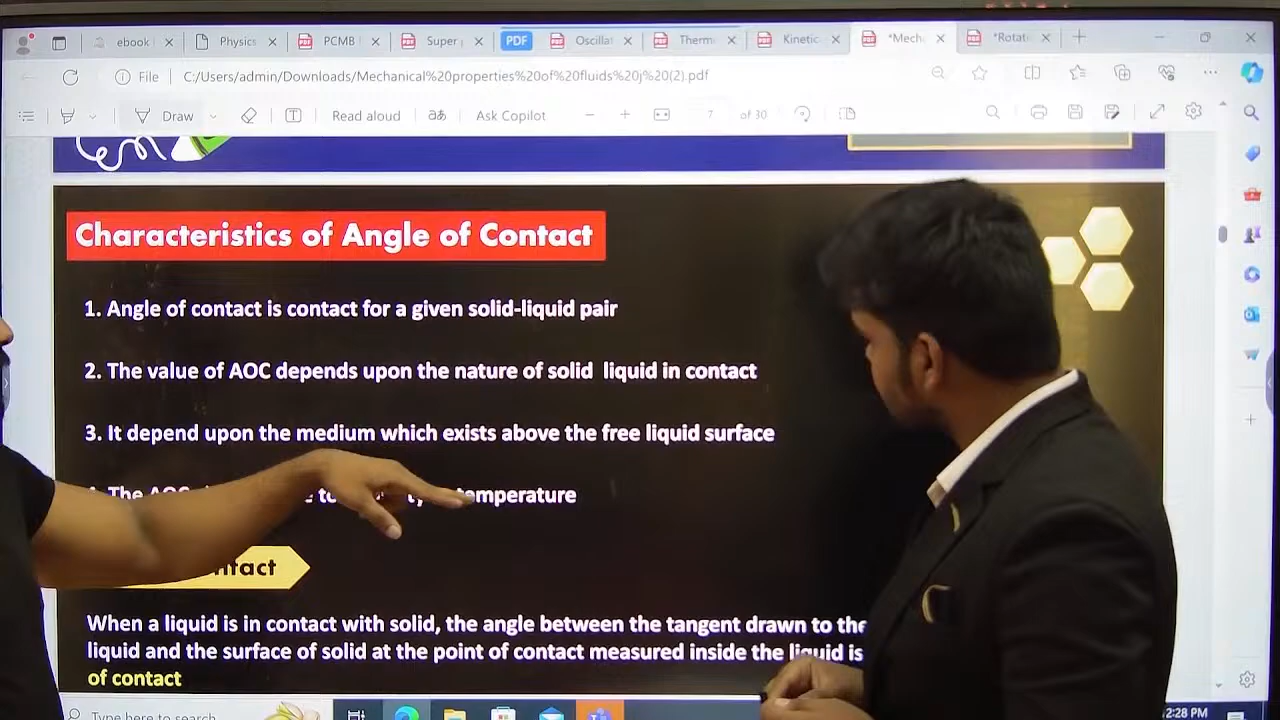 ebook
Physics
PCMB
Super
PDF
Oscillat
Therm
Kinetic
*Mech
*Rotat
File
C:/Users/admin/Downloads/Mechanical%20properties%20of%20fluids%20j%20(2).pdf
Draw
Read aloud
Ask Copilot
7 of 30
Characteristics of Angle of Contact
1. Angle of contact is contact for a given solid-liquid pair
2. The value of AOC depends upon the nature of solid liquid in contact
3. It depend upon the medium which exists above the free liquid surface
The AOC temperature
ntact
When a liquid is in contact with solid, the angle between the tangent drawn to the
liquid and the surface of solid at the point of contact measured inside the liquid is
of contact
Type here to search
2:28 PM